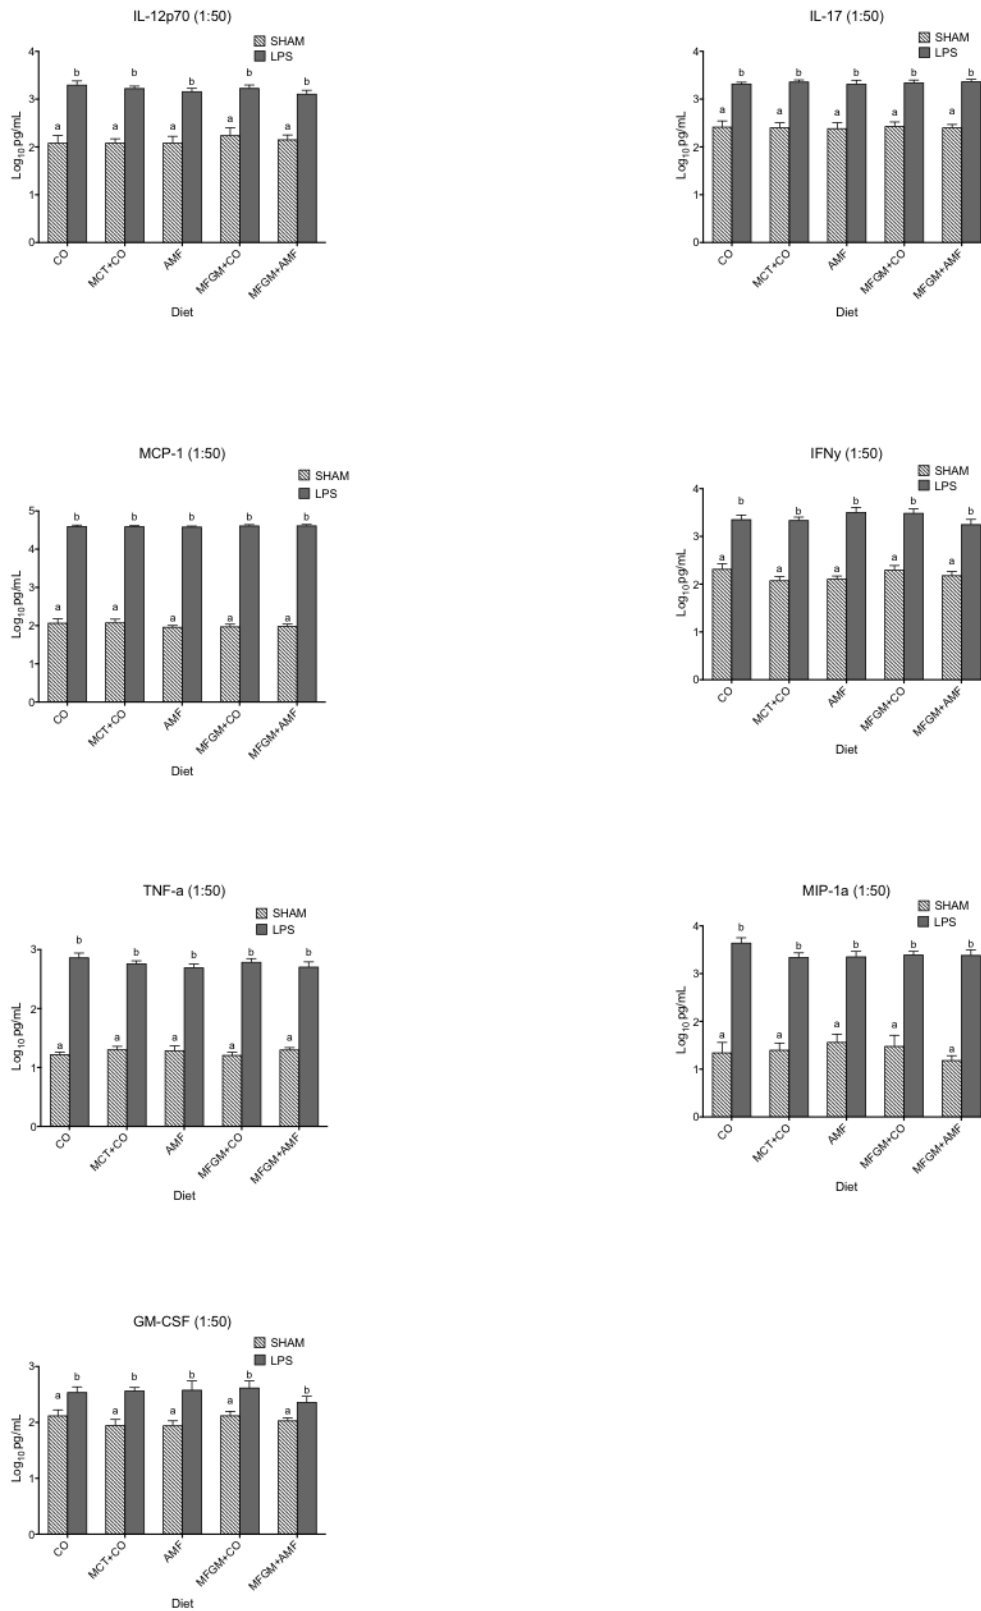 IL-12p70 (1:50)
SHAM
LPS
4
3
2
1
0
Log10 pg/mL
a b a b a b a b a b
CO MCT+CO AMF MFGM+CO MFGM+AMF
Diet
IL-17 (1:50)
SHAM
LPS
4
3
2
1
0
Log10 pg/mL
a b a b a b a b a b
CO MCT+CO AMF MFGM+CO MFGM+AMF
Diet
MCP-1 (1:50)
SHAM
LPS
5
4
3
2
1
0
Log10 pg/mL
a b a b a b a b a b
CO MCT+CO AMF MFGM+CO MFGM+AMF
Diet
IFNy (1:50)
SHAM
LPS
4
3
2
1
0
Log10 pg/mL
a b a b a b a b a b
CO MCT+CO AMF MFGM+CO MFGM+AMF
Diet
TNF-a (1:50)
SHAM
LPS
3
2
1
0
Log10 pg/mL
a b a b a b a b a b
CO MCT+CO AMF MFGM+CO MFGM+AMF
Diet
MIP-1a (1:50)
SHAM
LPS
4
3
2
1
0
Log10 pg/mL
a b a b a b a b a b
CO MCT+CO AMF MFGM+CO MFGM+AMF
Diet
GM-CSF (1:50)
SHAM
LPS
3
2
1
0
Log10 pg/mL
a b a b a b a b a b
CO MCT+CO AMF MFGM+CO MFGM+AMF
Diet